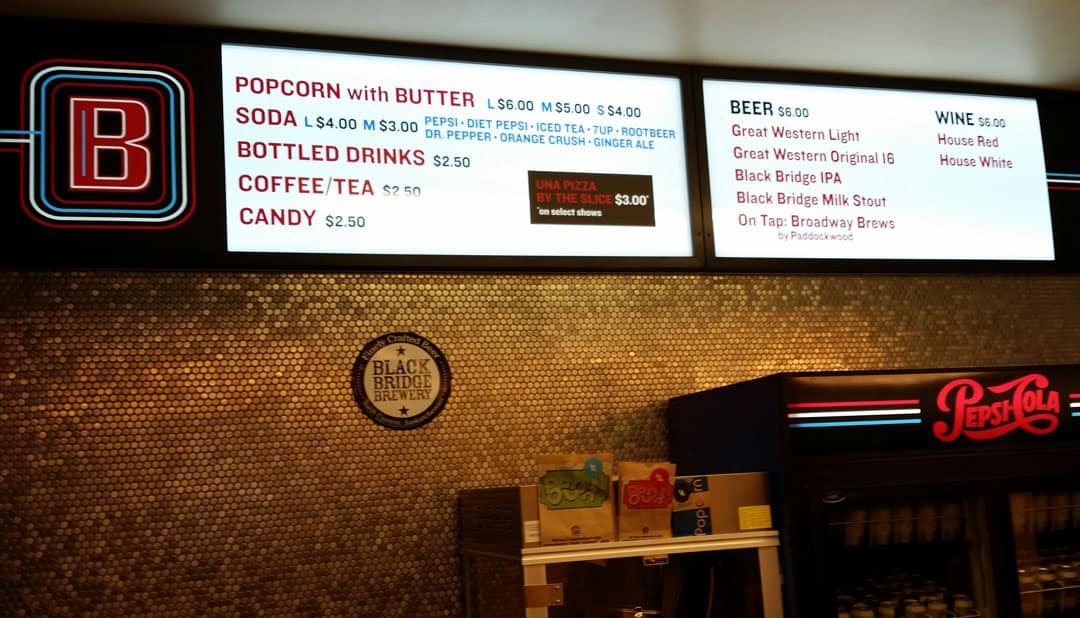 B
POPCORN with BUTTER L $6.00 M $5.00 S $4.00
SODA L $4.00 M $3.00 PEPSI · DIET PEPSI · ICED TEA · 7UP · ROOTBEER
DR. PEPPER · ORANGE CRUSH · GINGER ALE
BOTTLED DRINKS $2.50
COFFEE/TEA $2.50
CANDY $2.50
UNA PIZZA
BY THE SLICE $3.00*
*on select shows
BEER $6.00
Great Western Light
Great Western Original 16
Black Bridge IPA
Black Bridge Milk Stout
On Tap: Broadway Brews
by Paddockwood
WINE $6.00
House Red
House White
Finely Crafted Beer
BLACK
BRIDGE
BREWERY
PEPSI-COLA
Popcorn